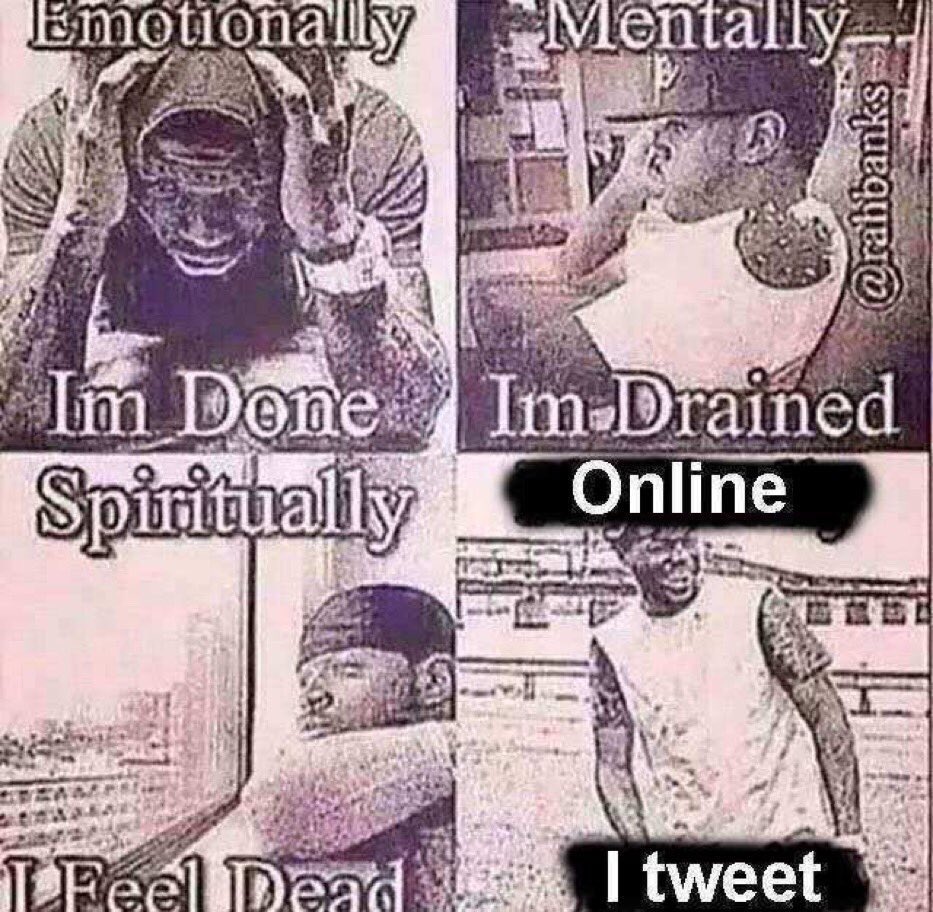 Emotionally
Im Done
Mentally
@rahbanks
Im Drained
Spiritually
I Feel Dead
Online
I tweet